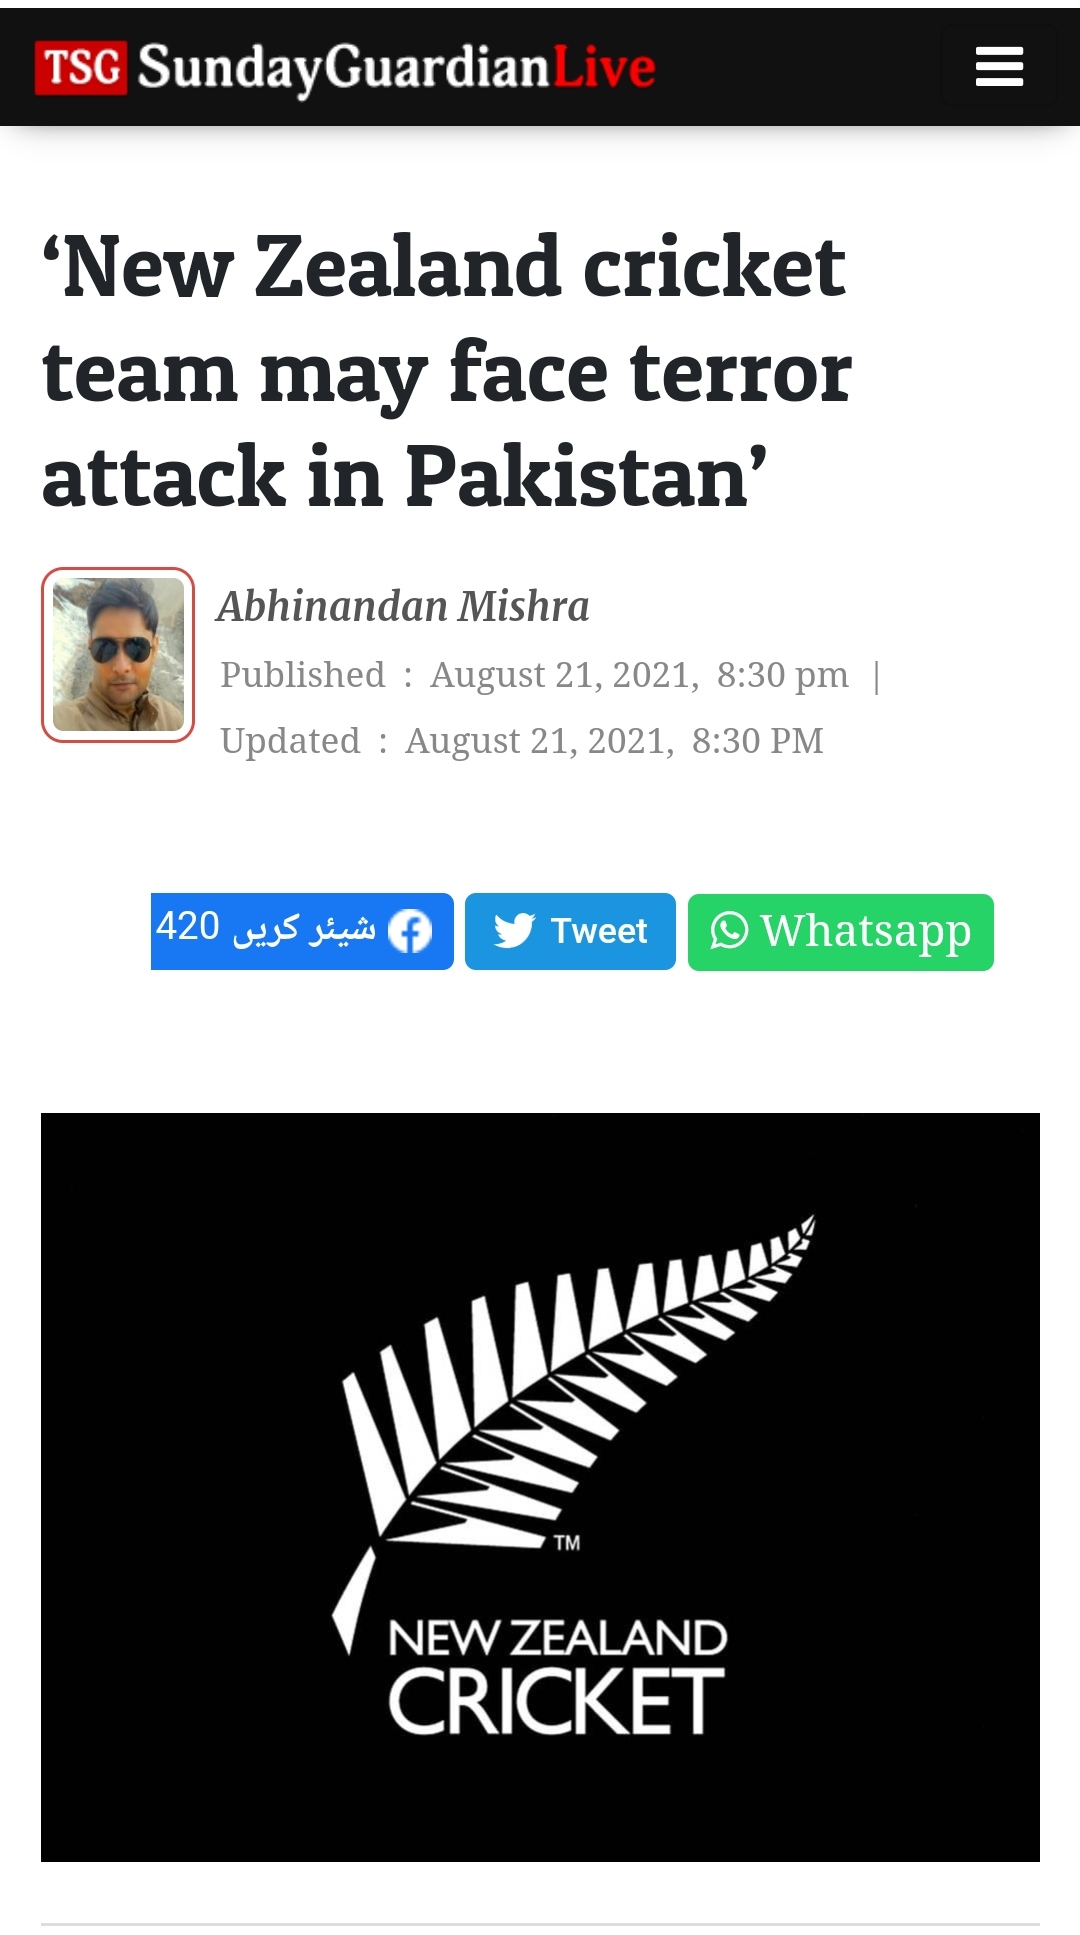 TSG SundayGuardianLive
‘New Zealand cricket
team may face terror
attack in Pakistan’
Abhinandan Mishra
Published : August 21, 2021, 8:30 pm |
Updated : August 21, 2021, 8:30 PM
شیئر کریں 420 Tweet Whatsapp
TM
NEW ZEALAND
CRICKET